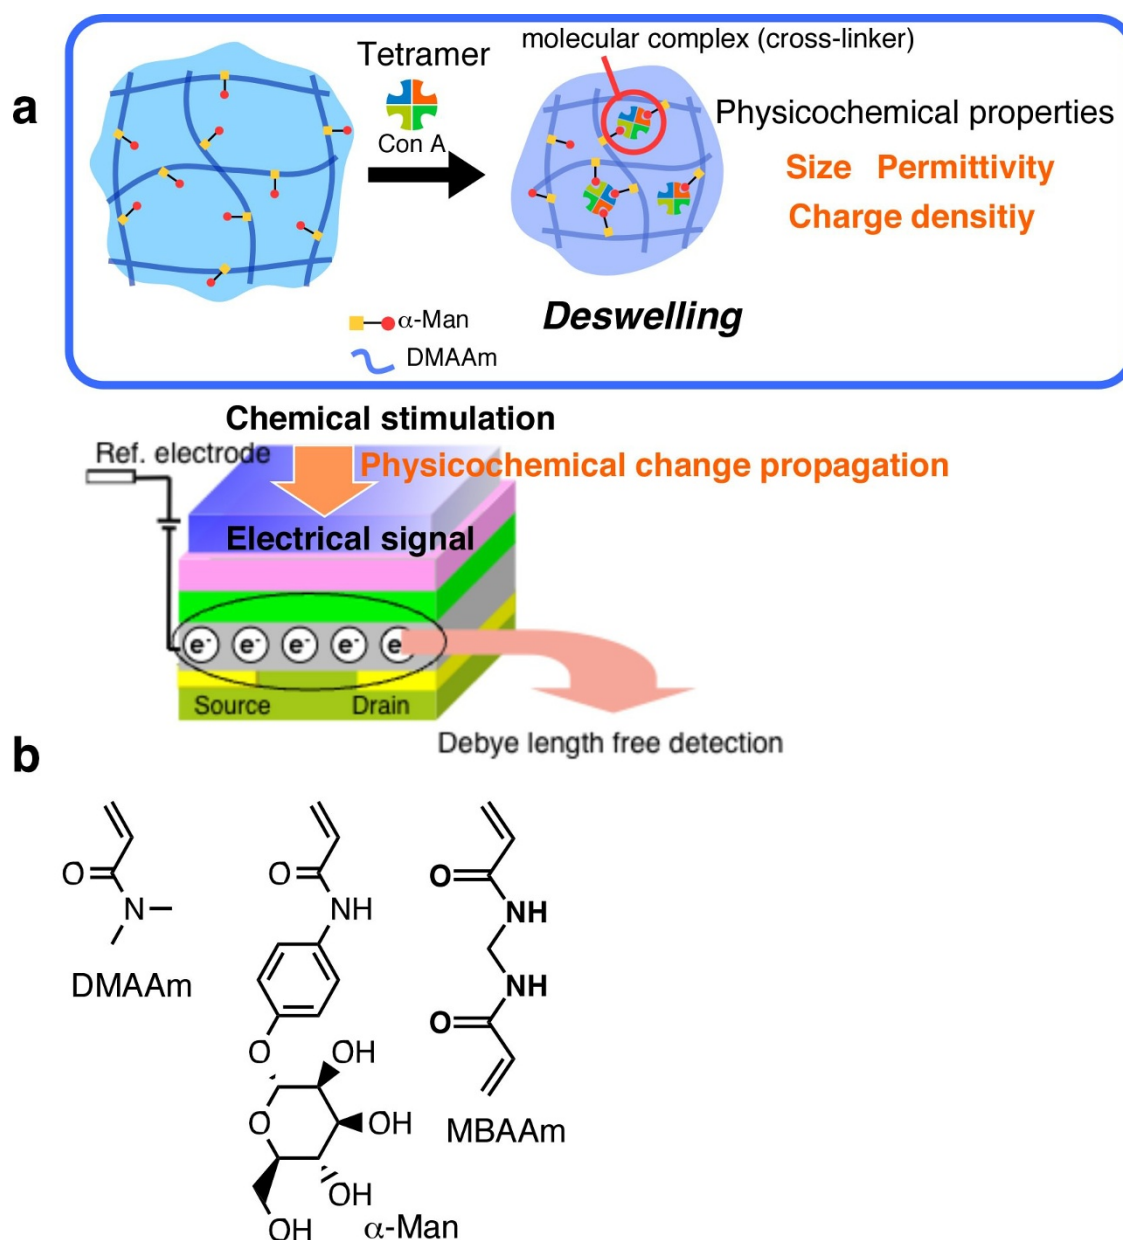 a
Tetramer
Con A
molecular complex (cross-linker)
Physicochemical properties
Size Permittivity
Charge densitiy
Deswelling
α-Man
DMAAm
Chemical stimulation
Ref. electrode
Physicochemical change propagation
Electrical signal
e- e- e- e- e
Source Drain
Debye length free detection
b
O
N
DMAAm
O
NH
O
OH
O
OH
OH
OH
α-Man
O
NH
NH
O
MBAAm